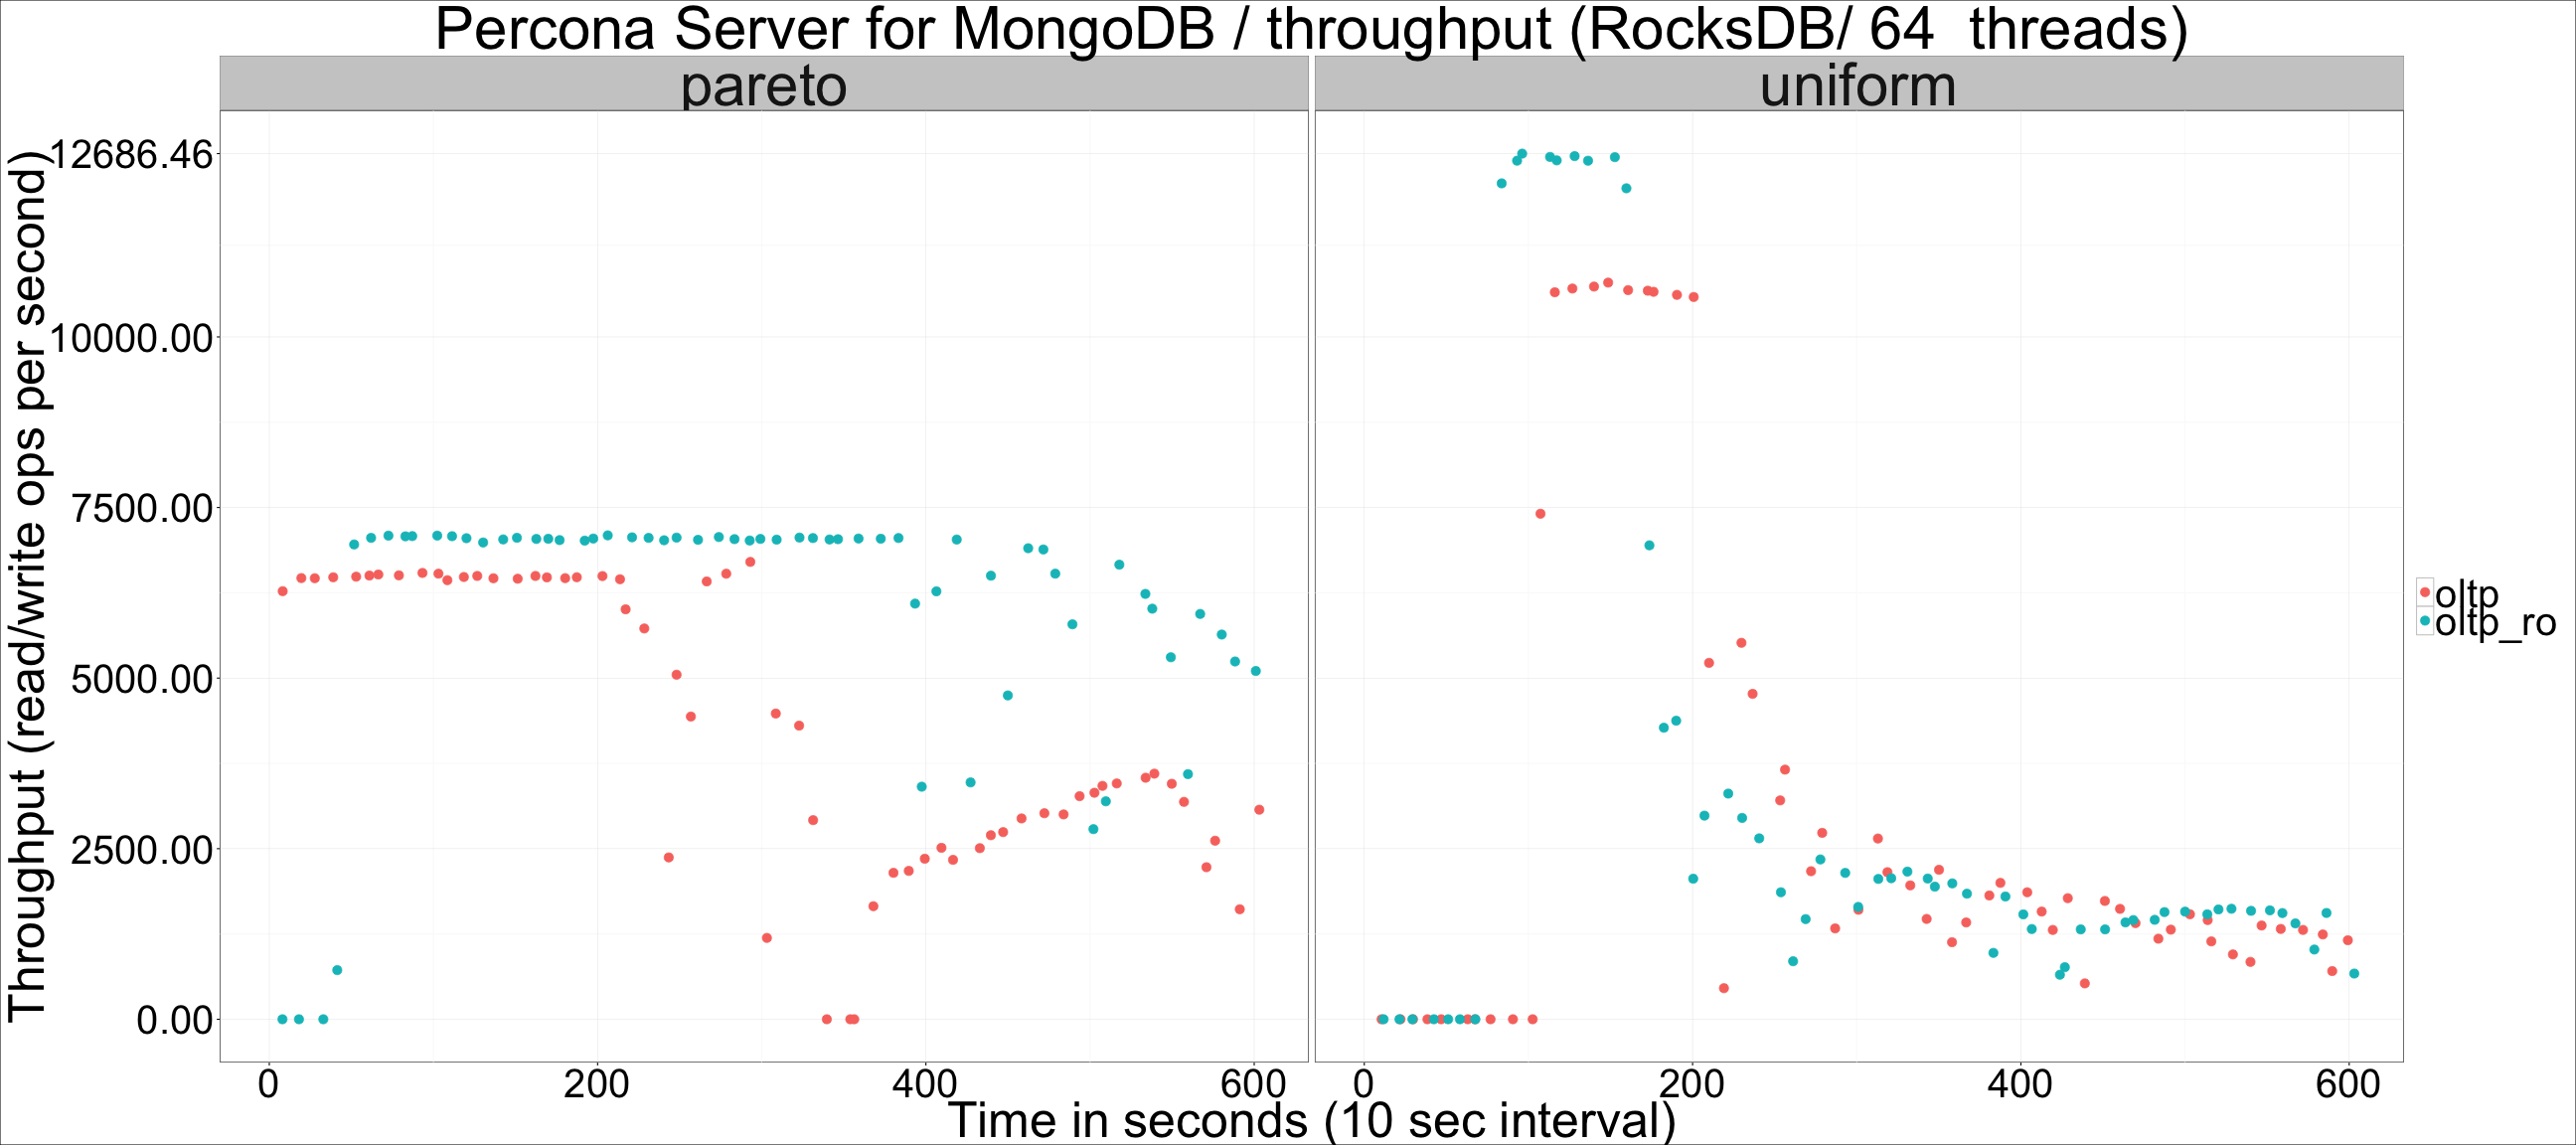 Percona Server for MongoDB / throughput (RocksDB/ 64  threads)
pareto
uniform
Throughput (read/write ops per second)
12686.46
10000.00
7500.00
5000.00
2500.00
0.00
0 200 400 600
0 200 400 600
Time in seconds (10 sec interval)
oltp
oltp_ro